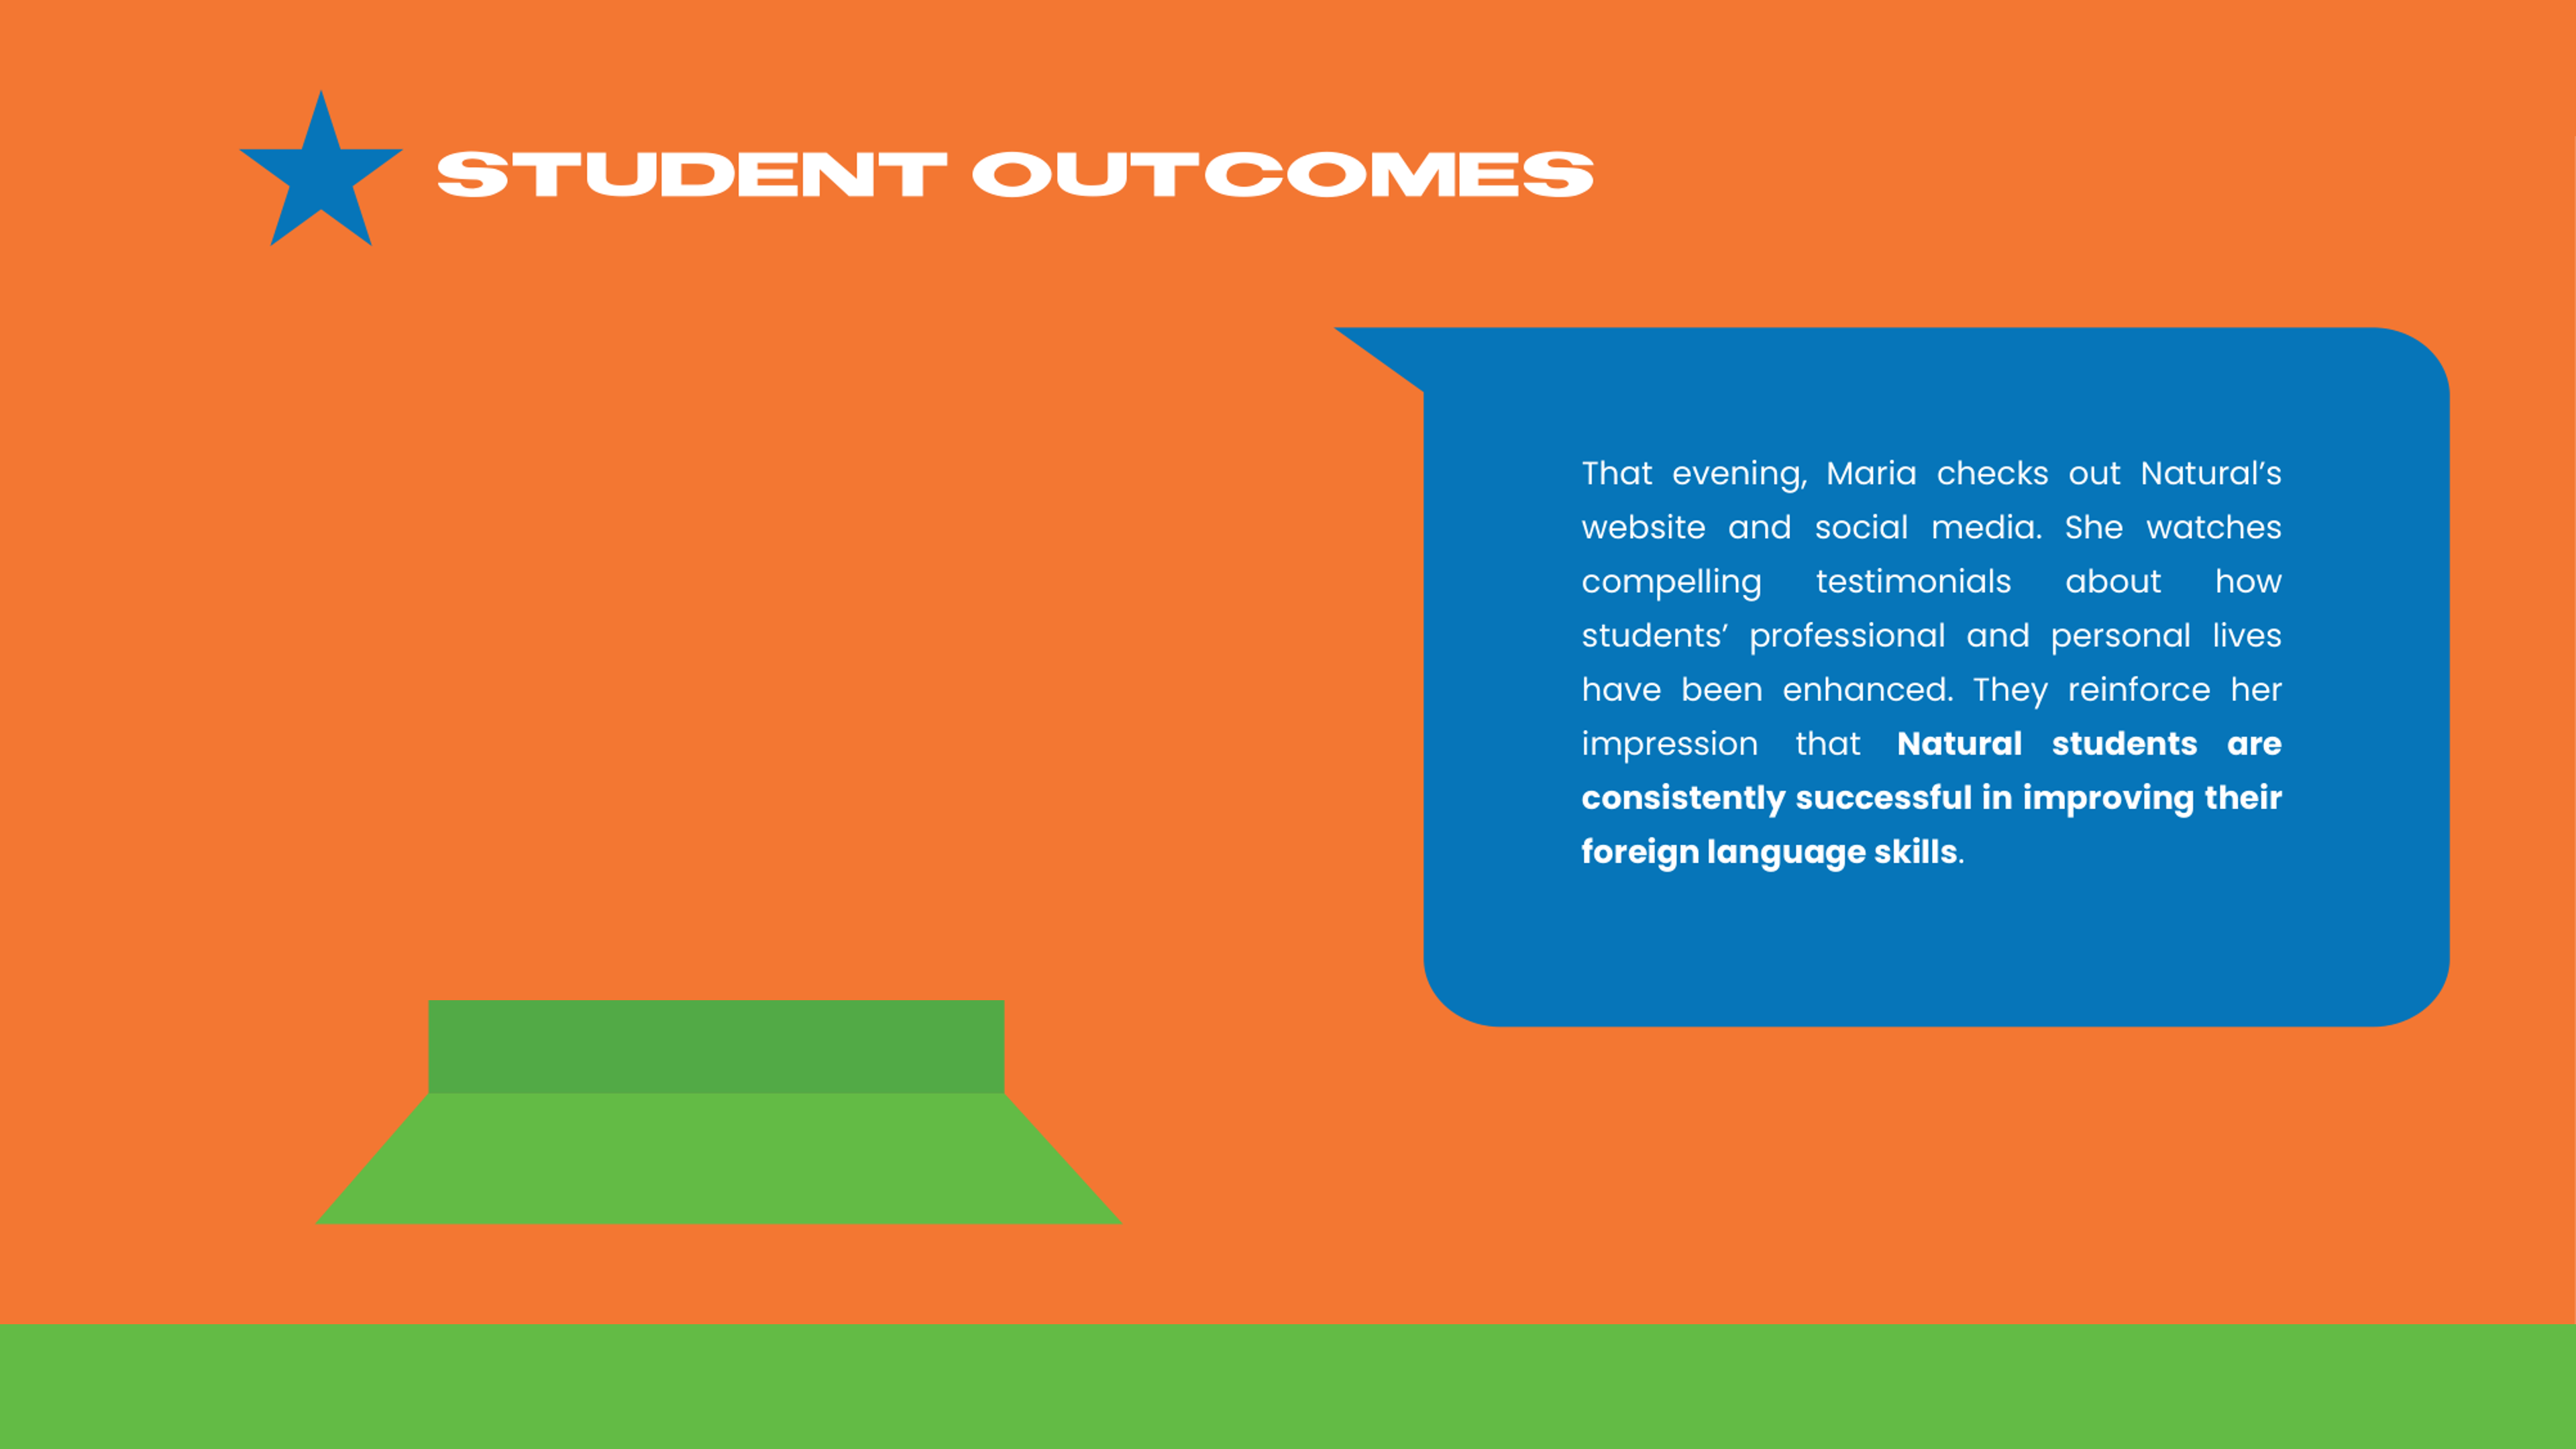 STUDENT OUTCOMES
That evening, Maria checks out Natural’s
website and social media. She watches
compelling testimonials about how
students’ professional and personal lives
have been enhanced. They reinforce her
impression that Natural students are
consistently successful in improving their
foreign language skills.